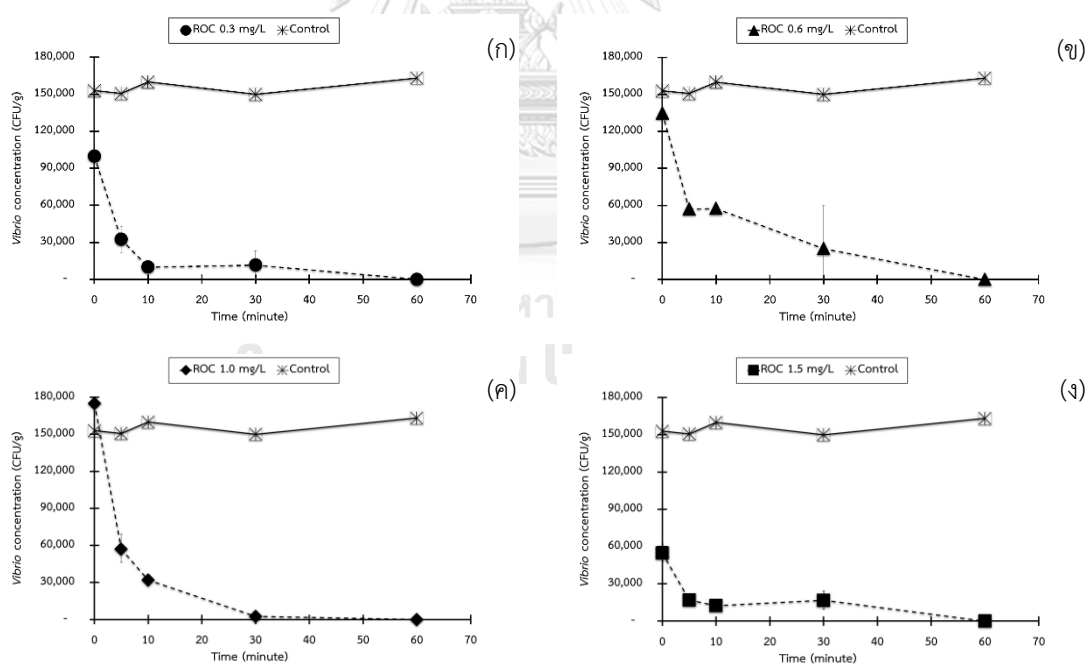 ROC 0.3 mg/L Control
(ก)
180,000
150,000
120,000
90,000
60,000
30,000
-
Vibrio concentration (CFU/g)
0 10 20 30 40 50 60 70
Time (minute)
ROC 0.6 mg/L Control
(ข)
180,000
150,000
120,000
90,000
60,000
30,000
-
Vibrio concentration (CFU/g)
0 10 20 30 40 50 60 70
Time (minute)
ROC 1.0 mg/L Control
(ค)
180,000
150,000
120,000
90,000
60,000
30,000
-
Vibrio concentration (CFU/g)
0 10 20 30 40 50 60 70
Time (minute)
ROC 1.5 mg/L Control
(ง)
180,000
150,000
120,000
90,000
60,000
30,000
-
Vibrio concentration (CFU/g)
0 10 20 30 40 50 60 70
Time (minute)